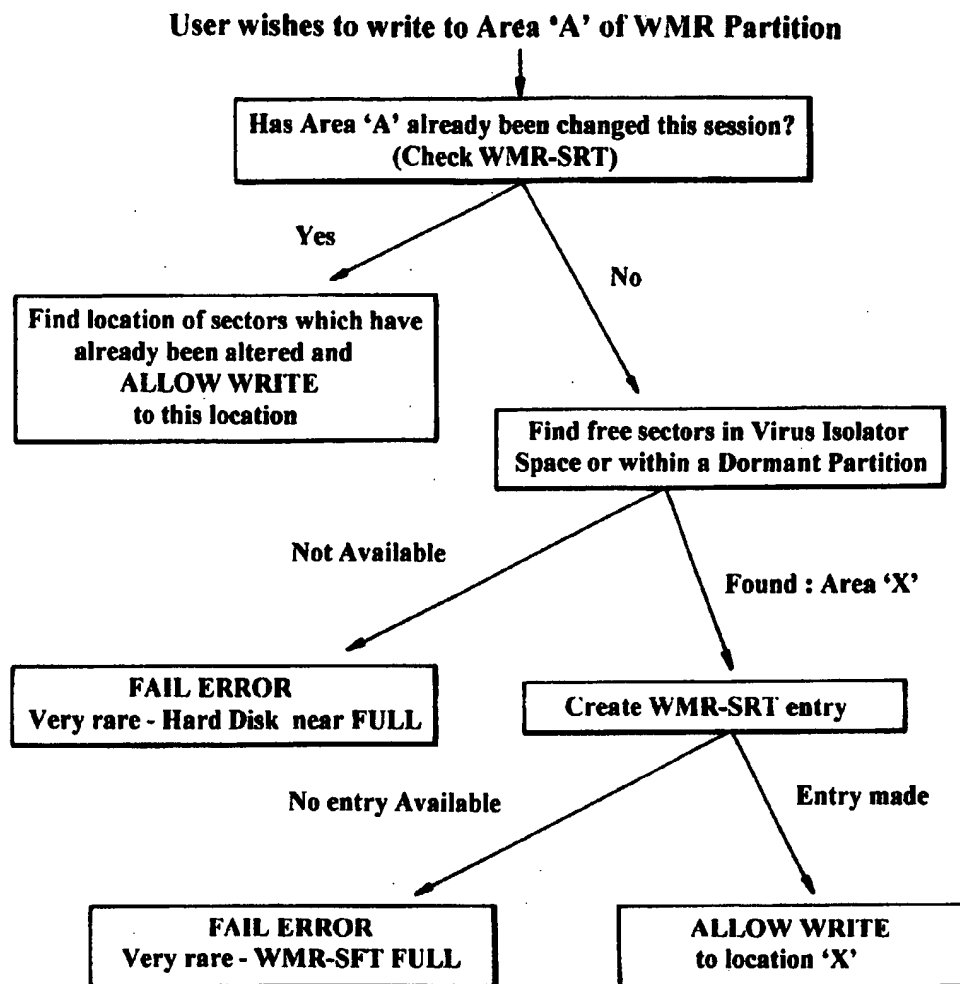 User wishes to write to Area ‘A’ of WMR Partition
Has Area ‘A’ already been changed this session?
(Check WMR-SRT)
Yes
No
Find location of sectors which have
already been altered and
ALLOW WRITE
to this location
Find free sectors in Virus Isolator
Space or within a Dormant Partition
Not Available
Found : Area ‘X’
FAIL ERROR
Very rare - Hard Disk near FULL
Create WMR-SRT entry
No entry Available
Entry made
FAIL ERROR
Very rare - WMR-SFT FULL
ALLOW WRITE
to location ‘X’